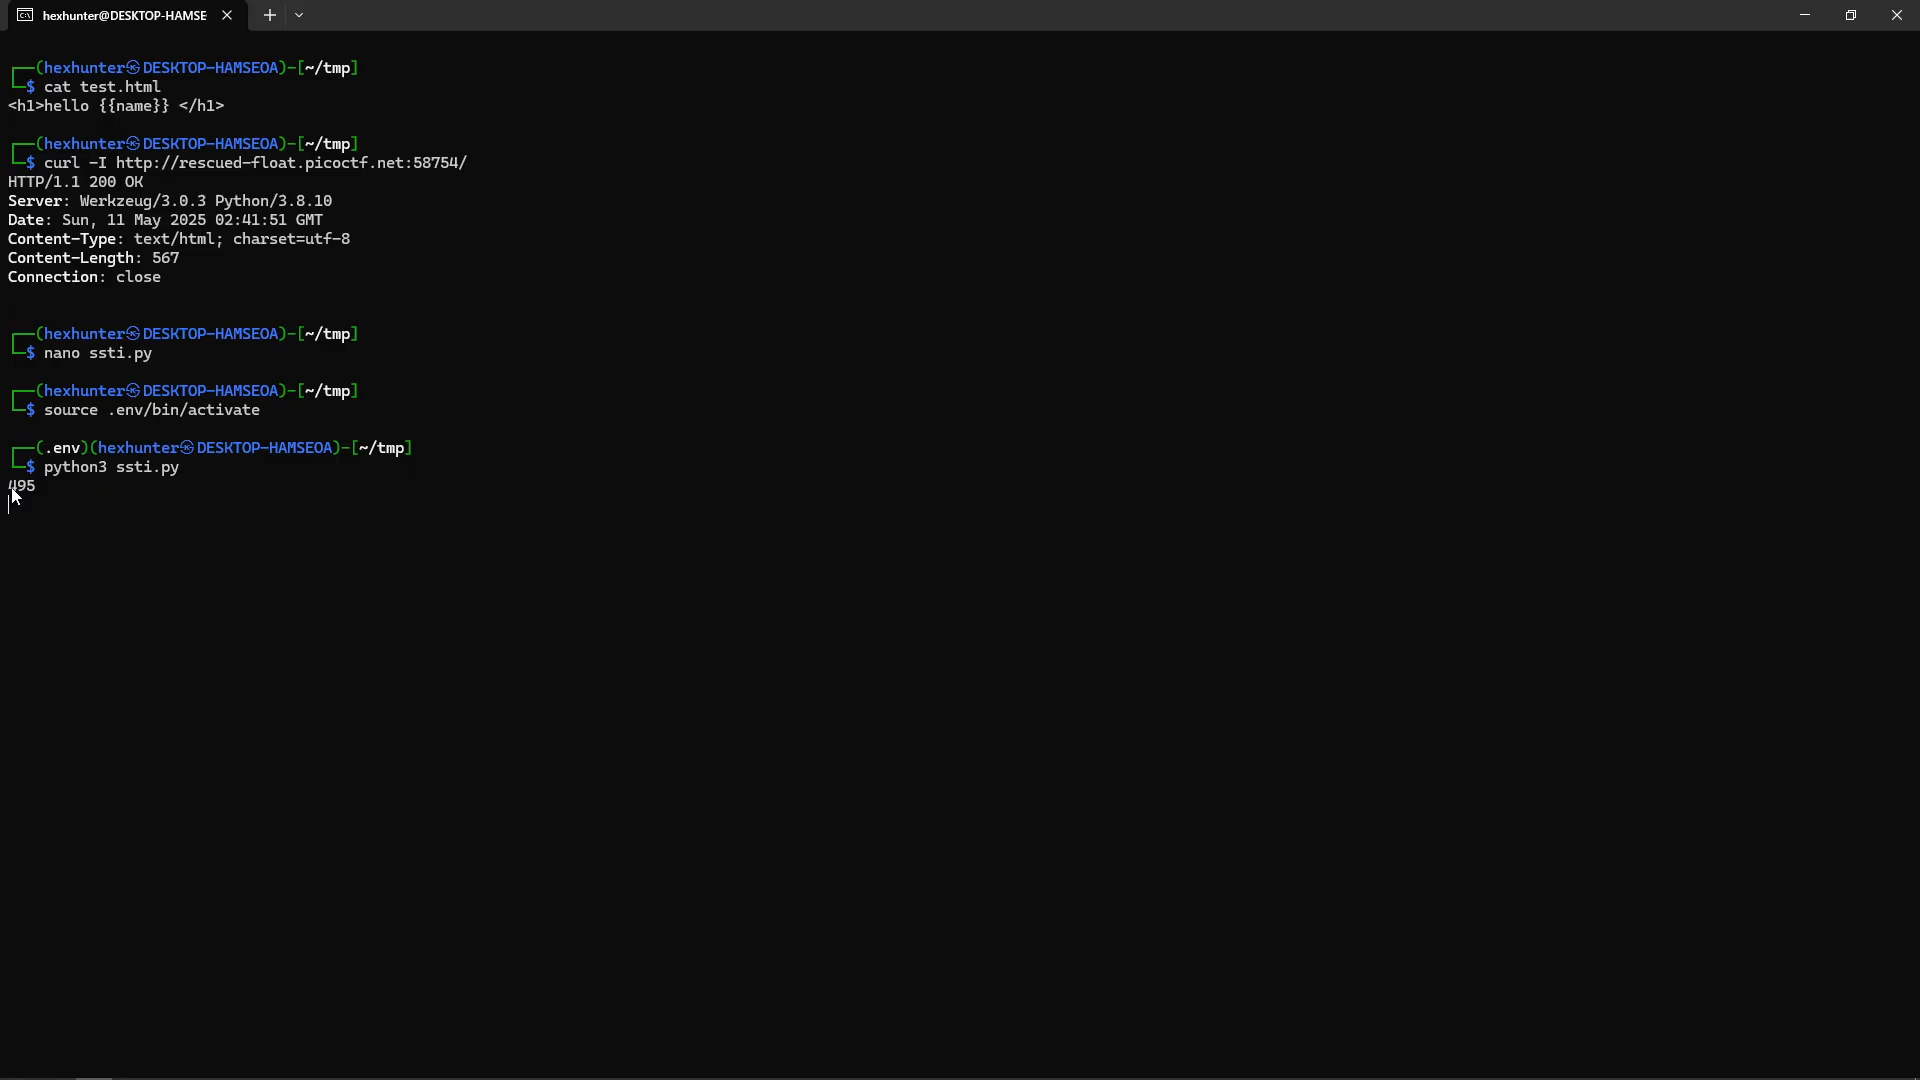 hexhunter@DESKTOP-HAMSE
(hexhunter㉿DESKTOP-HAMSEOA)-[~/tmp]
$ cat test.html
<h1>hello {{name}} </h1>
(hexhunter㉿DESKTOP-HAMSEOA)-[~/tmp]
$ curl -I http://rescued-float.picoctf.net:58754/
HTTP/1.1 200 OK
Server: Werkzeug/3.0.3 Python/3.8.10
Date: Sun, 11 May 2025 02:41:51 GMT
Content-Type: text/html; charset=utf-8
Content-Length: 567
Connection: close
(hexhunter㉿DESKTOP-HAMSEOA)-[~/tmp]
$ nano ssti.py
(hexhunter㉿DESKTOP-HAMSEOA)-[~/tmp]
$ source .env/bin/activate
(.env)(hexhunter㉿DESKTOP-HAMSEOA)-[~/tmp]
$ python3 ssti.py
495